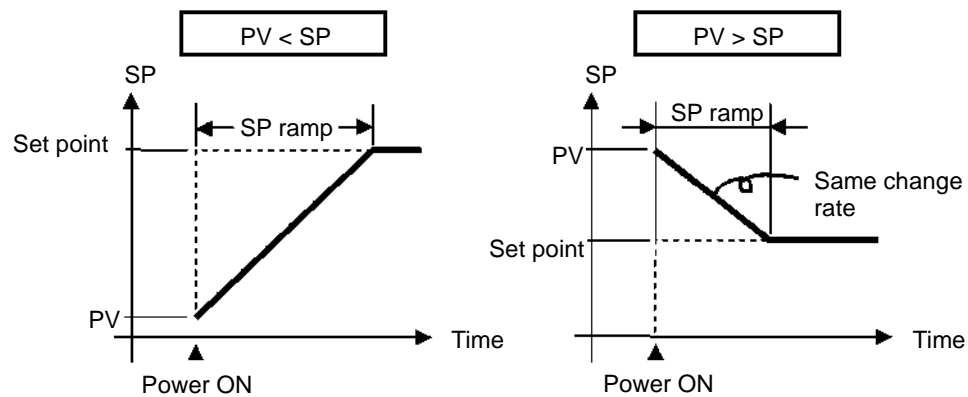 PV < SP
SP
SP ramp
Set point
PV
Time
Power ON
PV > SP
SP
SP ramp
PV
Same change
rate
Set point
Time
Power ON